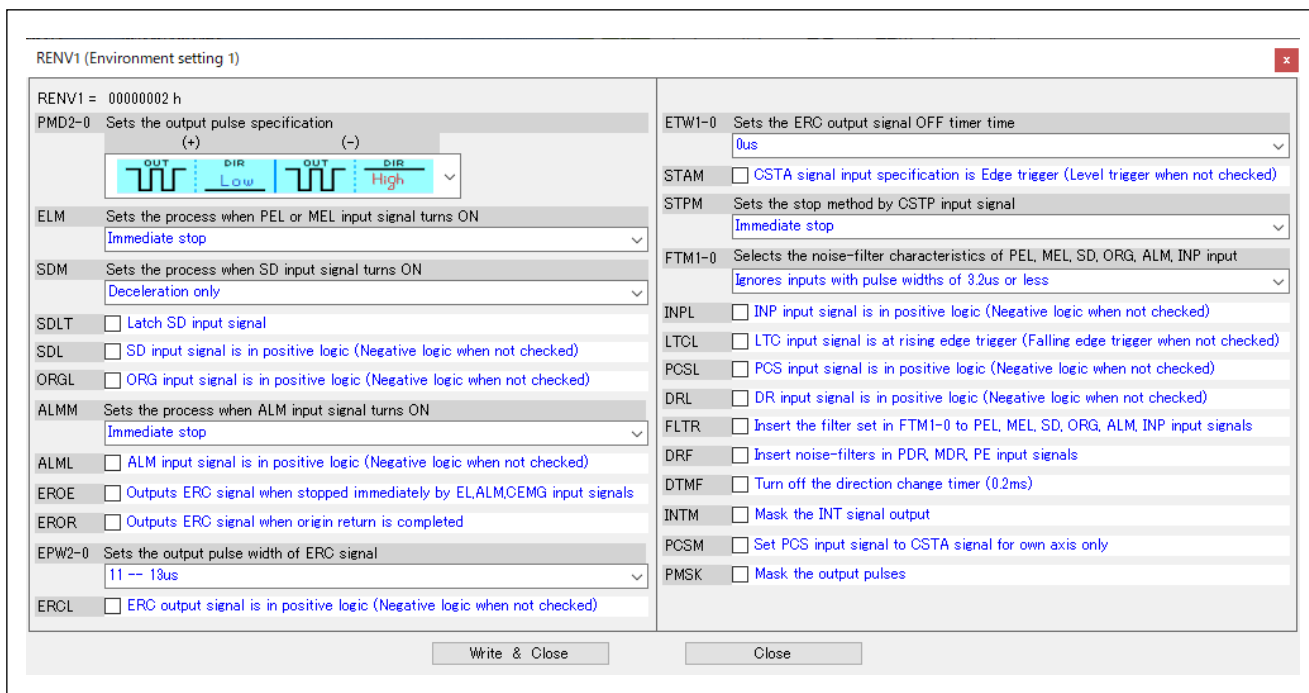 RENV1 (Environment setting 1)
x
RENV1 = 00000002 h
PMD2-0 Sets the output pulse specification
(+) (-)
OUT DIR Low OUT DIR High
ELM Sets the process when PEL or MEL input signal turns ON
Immediate stop
SDM Sets the process when SD input signal turns ON
Deceleration only
SDLT Latch SD input signal
SDL SD input signal is in positive logic (Negative logic when not checked)
ORGL ORG input signal is in positive logic (Negative logic when not checked)
ALMM Sets the process when ALM input signal turns ON
Immediate stop
ALML ALM input signal is in positive logic (Negative logic when not checked)
EROE Outputs ERC signal when stopped immediately by EL,ALM,CEMG input signals
EROR Outputs ERC signal when origin return is completed
EPW2-0 Sets the output pulse width of ERC signal
11 -- 13us
ERCL ERC output signal is in positive logic (Negative logic when not checked)
ETW1-0 Sets the ERC output signal OFF timer time
0us
STAM CSTA signal input specification is Edge trigger (Level trigger when not checked)
STPM Sets the stop method by CSTP input signal
Immediate stop
FTM1-0 Selects the noise-filter characteristics of PEL, MEL, SD, ORG, ALM, INP input
Ignores inputs with pulse widths of 3.2us or less
INPL INP input signal is in positive logic (Negative logic when not checked)
LTCL LTC input signal is at rising edge trigger (Falling edge trigger when not checked)
PCSL PCS input signal is in positive logic (Negative logic when not checked)
DRL DR input signal is in positive logic (Negative logic when not checked)
FLTR Insert the filter set in FTM1-0 to PEL, MEL, SD, ORG, ALM, INP input signals
DRF Insert noise-filters in PDR, MDR, PE input signals
DTMF Turn off the direction change timer (0.2ms)
INTM Mask the INT signal output
PCSM Set PCS input signal to CSTA signal for own axis only
PMSK Mask the output pulses
Write & Close
Close